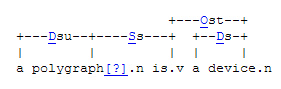 +---Ost--+
+---Dsu--+----Ss---+ +--Ds-+
| | | | |
a polygraph[?].n is.v a device.n